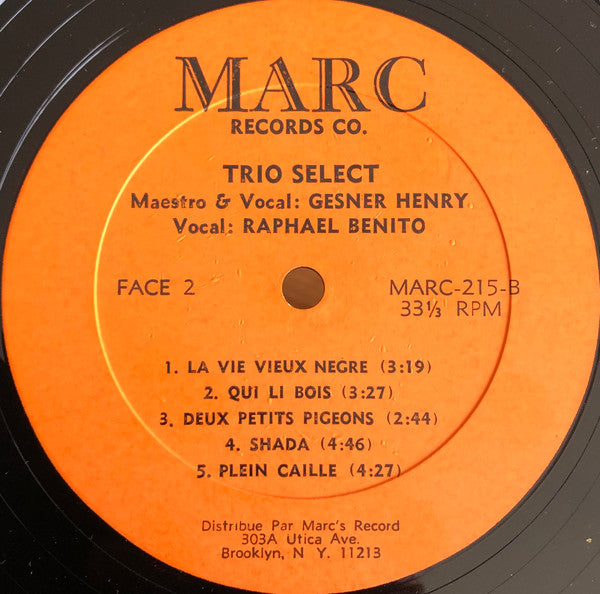 MARC
RECORDS CO.
TRIO SELECT
Maestro & Vocal: GESNER HENRY
Vocal: RAPHAEL BENITO
FACE 2
MARC-215-B
33⅓ RPM
1. LA VIE VIEUX NEGRE (3:19)
2. QUI LI BOIS (3:27)
3. DEUX PETITS PIGEONS (2:44)
4. SHADA (4:46)
5. PLEIN CAILLE (4:27)
Distribue Par Marc's Record
303A Utica Ave.
Brooklyn, N Y. 11213